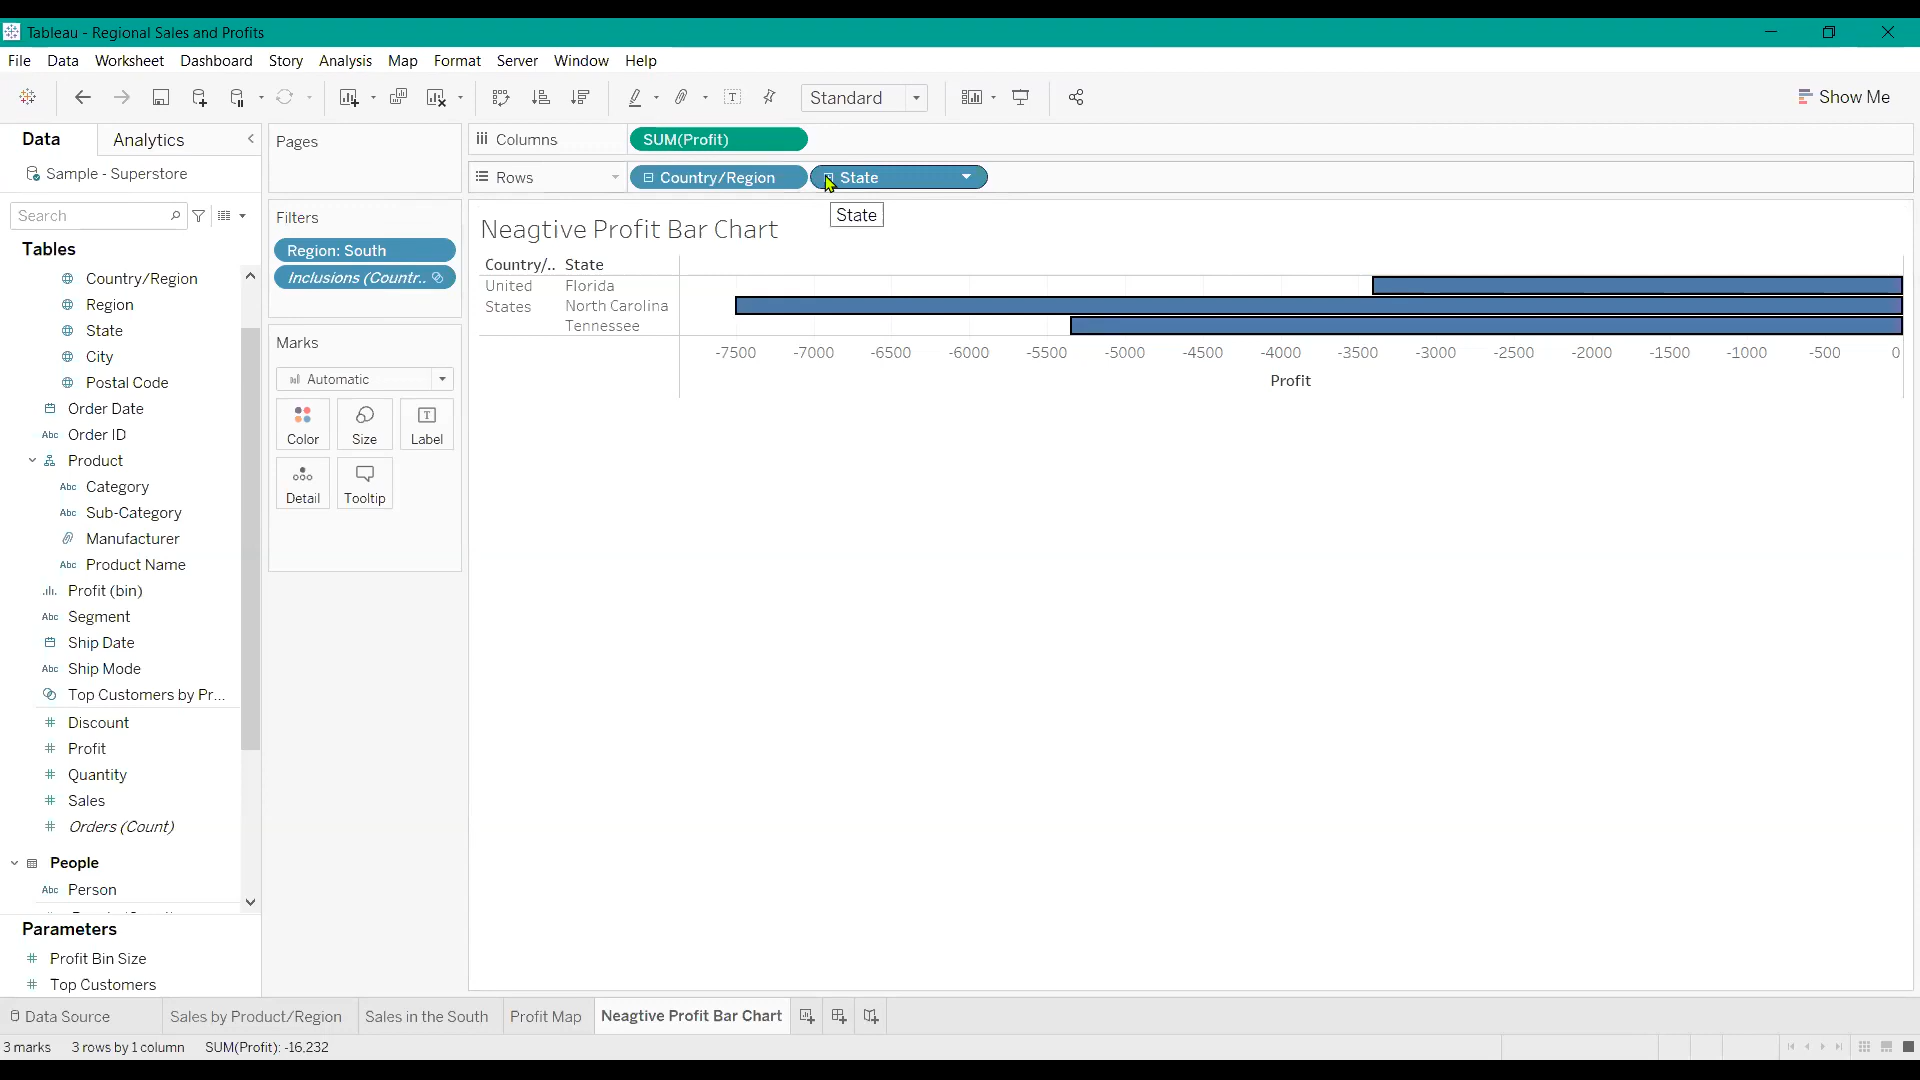 Tableau - Regional Sales and Profits
File Data Worksheet Dashboard Story Analysis Map Format Server Window Help
Standard
Show Me
Data Analytics
Sample - Superstore
Search
Tables
Country/Region
Region
State
City
Postal Code
Order Date
Abc Order ID
Product
Abc Category
Abc Sub-Category
Manufacturer
Abc Product Name
Profit (bin)
Abc Segment
Ship Date
Abc Ship Mode
Top Customers by Pr...
Discount
Profit
Quantity
Sales
Orders (Count)
People
Abc Person
Parameters
Profit Bin Size
Top Customers
Pages
Filters
Region: South
Inclusions (Countr..
Marks
Automatic
Color Size Label
Detail Tooltip
Columns SUM(Profit)
Rows Country/Region State
State
Neagtive Profit Bar Chart
Country/.. State
United States
Florida
North Carolina
Tennessee
-7500 -7000 -6500 -6000 -5500 -5000 -4500 -4000 -3500 -3000 -2500 -2000 -1500 -1000 -500 0
Profit
Data Source Sales by Product/Region Sales in the South Profit Map Neagtive Profit Bar Chart
3 marks 3 rows by 1 column SUM(Profit): -16,232